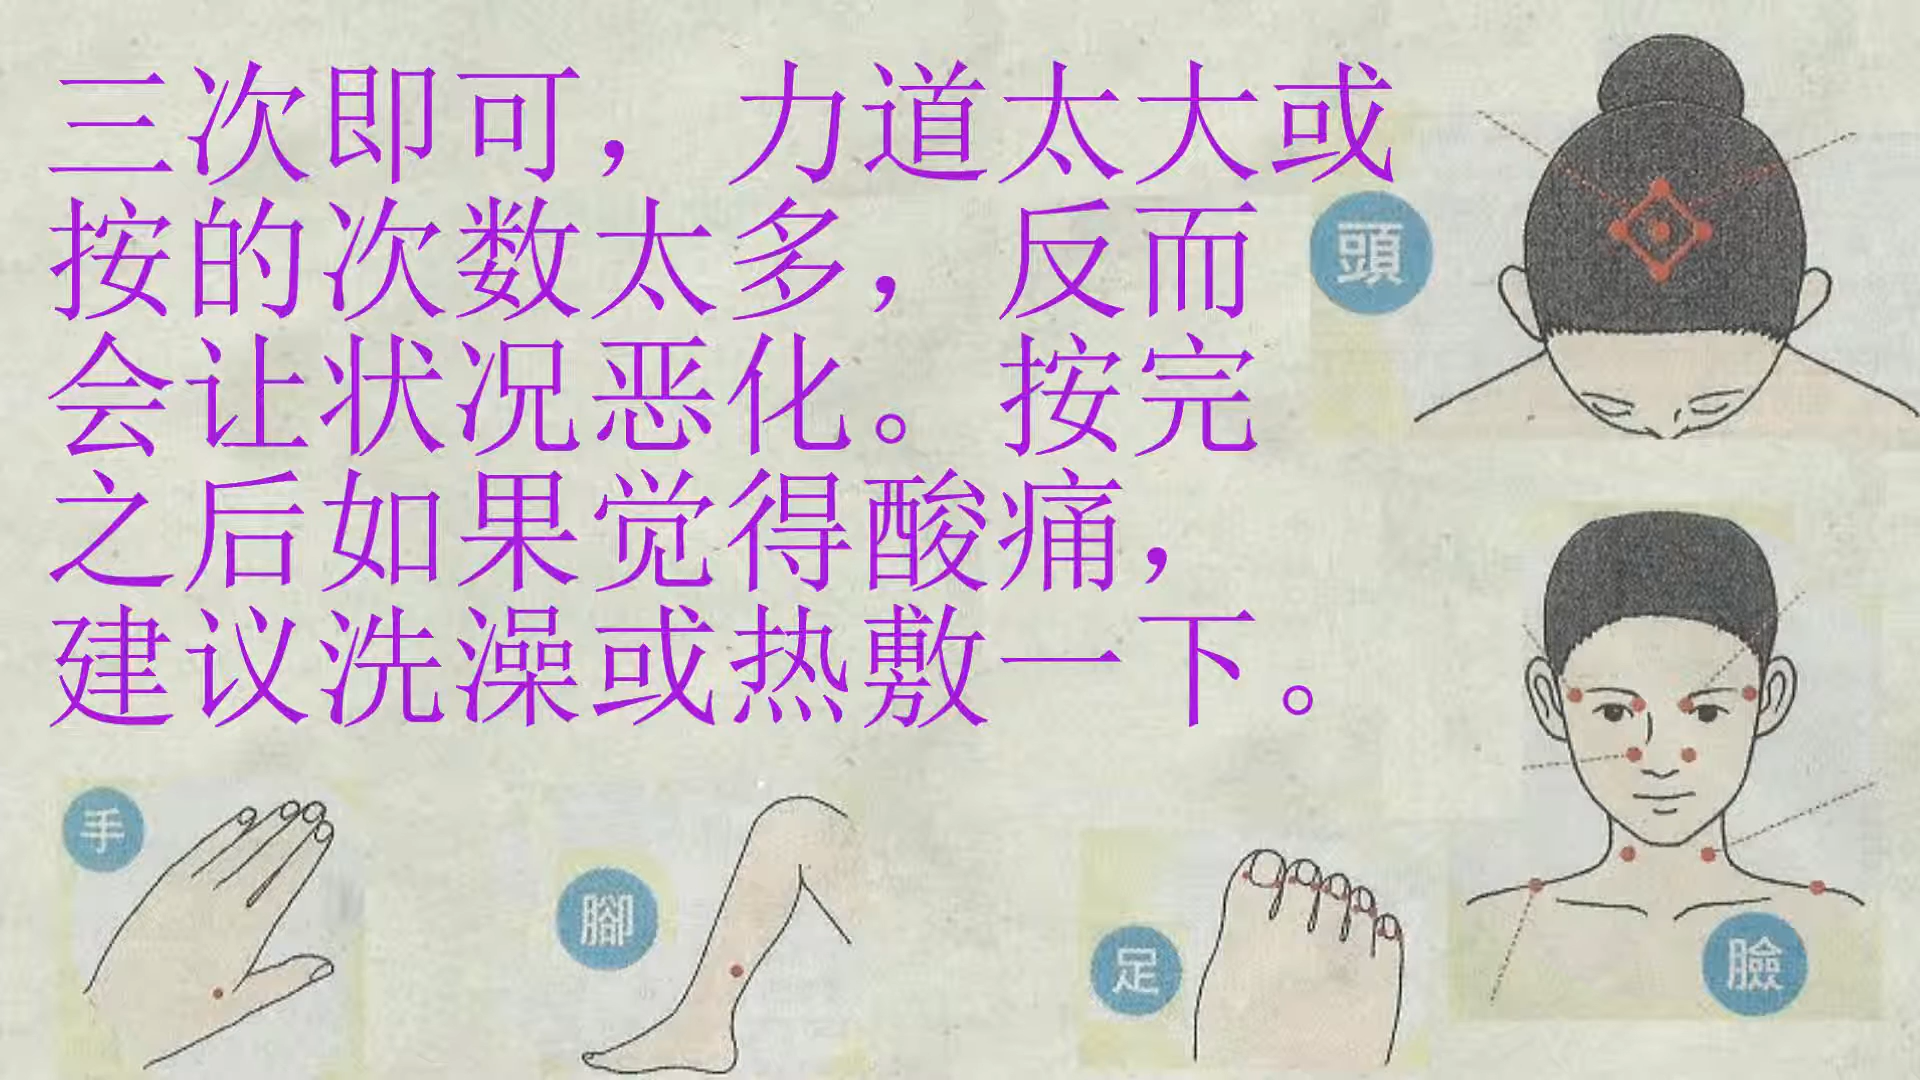 三次即可，力道太大或
按的次数太多，反而
会让状况恶化。按完
之后如果觉得酸痛，
建议洗澡或热敷一下。
頭
手
腳
足
臉